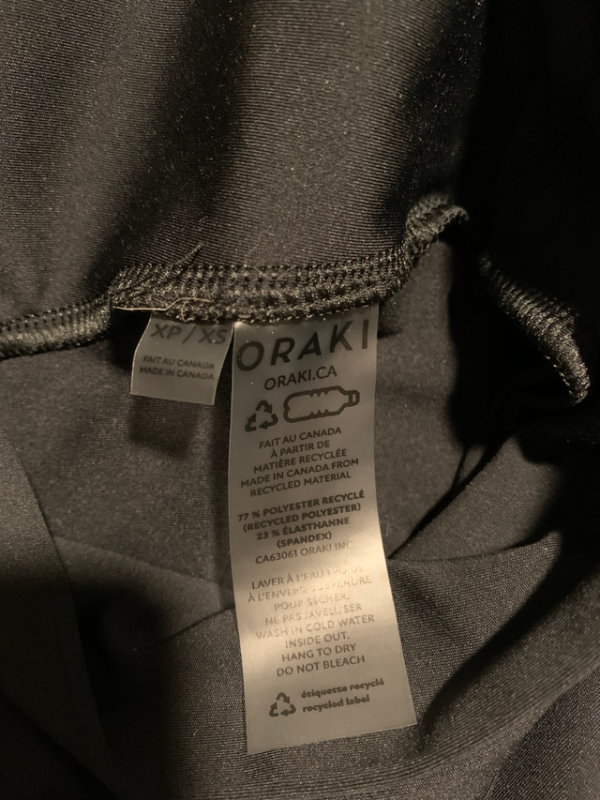 XP / XS
FAIT AU CANADA
MADE IN CANADA
ORAKI
ORAKI.CA
FAIT AU CANADA
À PARTIR DE
MATIÈRE RECYCLÉE
MADE IN CANADA FROM
RECYCLED MATERIAL
77 % POLYESTER RECYCLÉ
(RECYCLED POLYESTER)
23 % ÉLASTHANNE
(SPANDEX)
CA63061 ORAKI INC.
LAVER À L'EAU
À L'ENVERS. SUSPENDRE
POUR SÉCHER.
NE PAS JAVELLISER
WASH IN COLD WATER
INSIDE OUT.
HANG TO DRY
DO NOT BLEACH
étiquette recyclé
recycled label